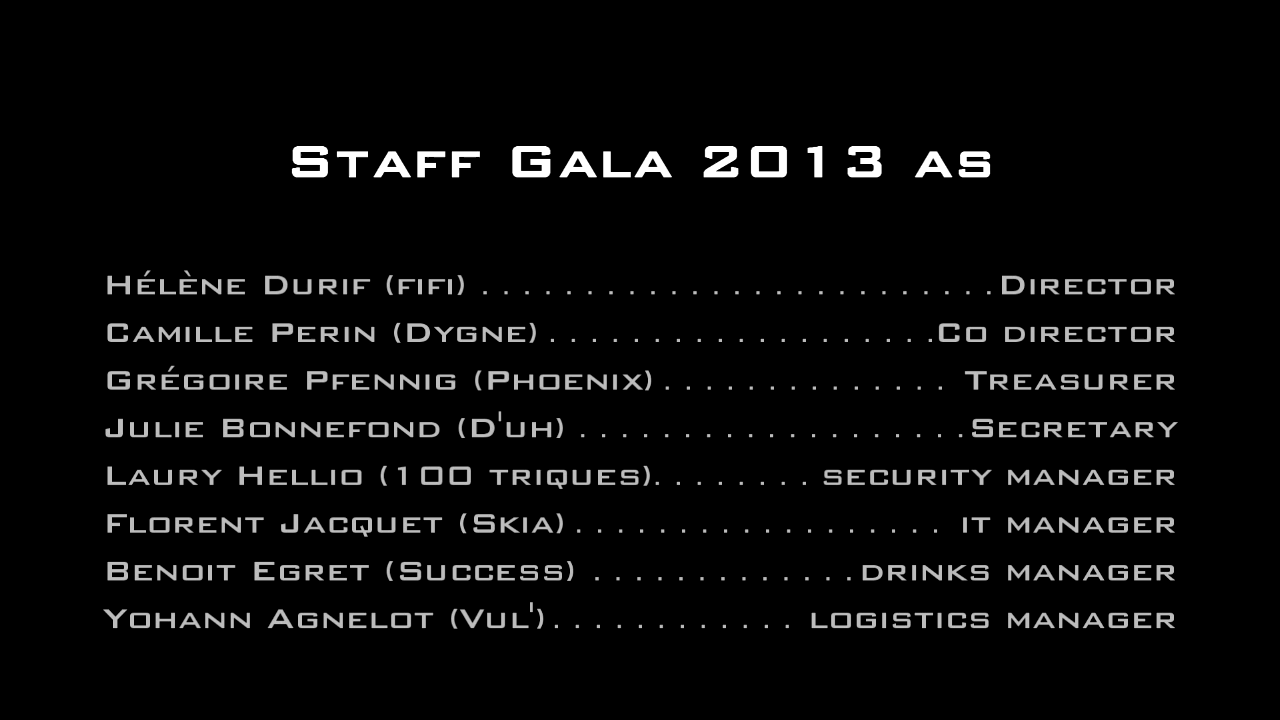 Staff Gala 2013 as
Hélène Durif (fifi) . . . . . . . . . . . . . . . . . . . . . . . . . Director
Camille Perin (Dygne) . . . . . . . . . . . . . . . . . . . Co director
Grégoire Pfennig (Phoenix) . . . . . . . . . . . . . . Treasurer
Julie Bonnefond (D'uh) . . . . . . . . . . . . . . . . . . . Secretary
Laury Hellio (100 triques). . . . . . . . security manager
Florent Jacquet (Skia) . . . . . . . . . . . . . . . . . . it manager
Benoit Egret (Success) . . . . . . . . . . . . . drinks manager
Yohann Agnelot (Vul') . . . . . . . . . . . . logistics manager